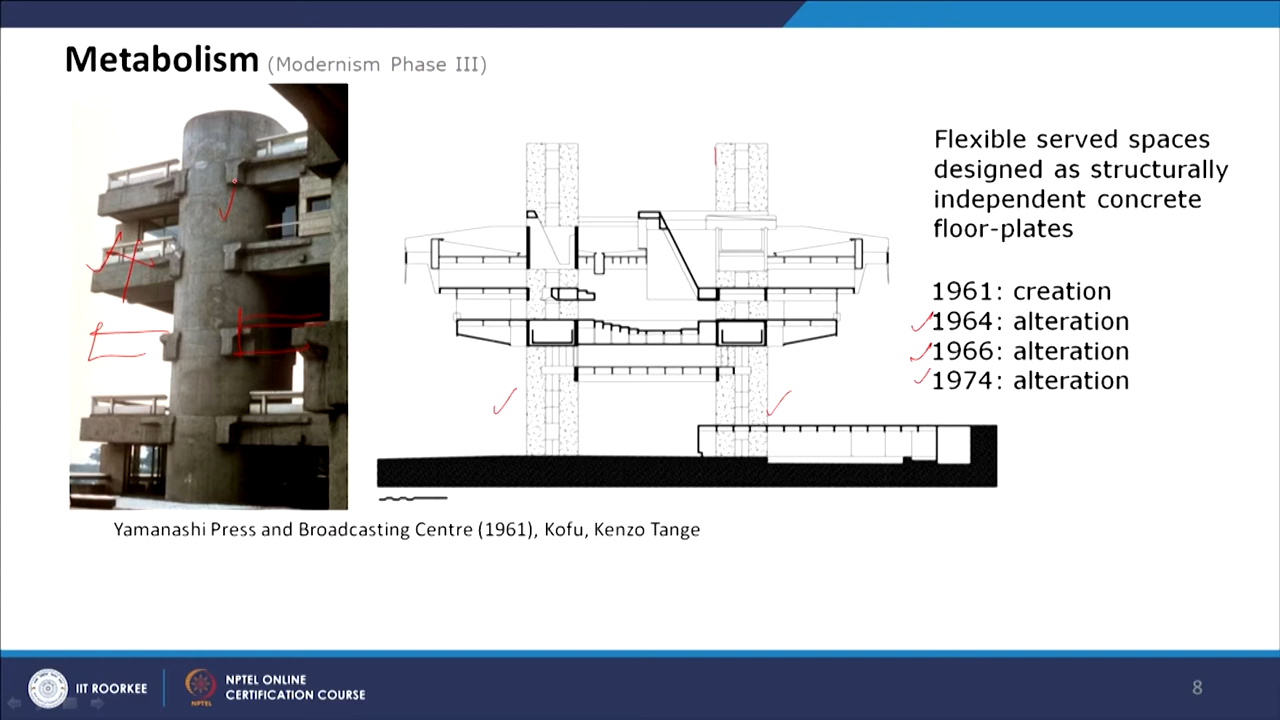 Metabolism (Modernism Phase III)
Flexible served spaces
designed as structurally
independent concrete
floor-plates
1961: creation
1964: alteration
1966: alteration
1974: alteration
Yamanashi Press and Broadcasting Centre (1961), Kofu, Kenzo Tange
IIT ROORKEE
NPTEL
NPTEL ONLINE
CERTIFICATION COURSE
8